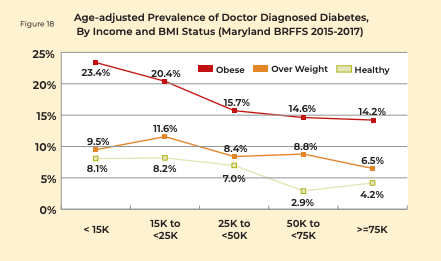 Figure 18
Age-adjusted Prevalence of Doctor Diagnosed Diabetes,
By Income and BMI Status (Maryland BRFFS 2015-2017)
25%
20%
15%
10%
5%
0%
Obese
Over Weight
Healthy
23.4%
20.4%
15.7%
14.6%
14.2%
9.5%
11.6%
8.4%
8.8%
6.5%
8.1%
8.2%
7.0%
2.9%
4.2%
< 15K
15K to
<25K
25K to
<50K
50K to
<75K
>=75K